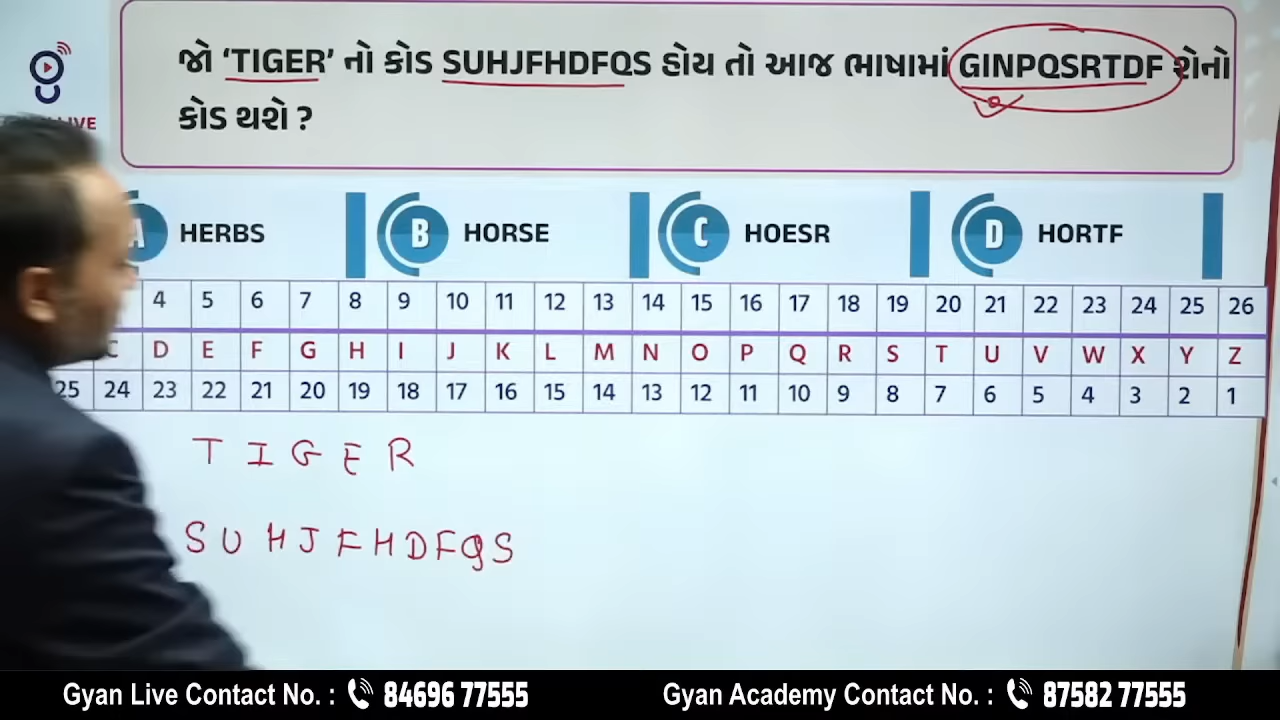 જો ‘TIGER’ નો કોડ SUHJFHDFQS હોય તો આજ ભાષામાં GINPQSRTDF શેનો
કોડ થશે ?
LIVE
A HERBS B HORSE C HOESR D HORTF
4 5 6 7 8 9 10 11 12 13 14 15 16 17 18 19 20 21 22 23 24 25 26
C D E F G H I J K L M N O P Q R S T U V W X Y Z
25 24 23 22 21 20 19 18 17 16 15 14 13 12 11 10 9 8 7 6 5 4 3 2 1
T I G E R
S U H J F H D F Q S
Gyan Live Contact No. : 84696 77555 Gyan Academy Contact No. : 87582 77555